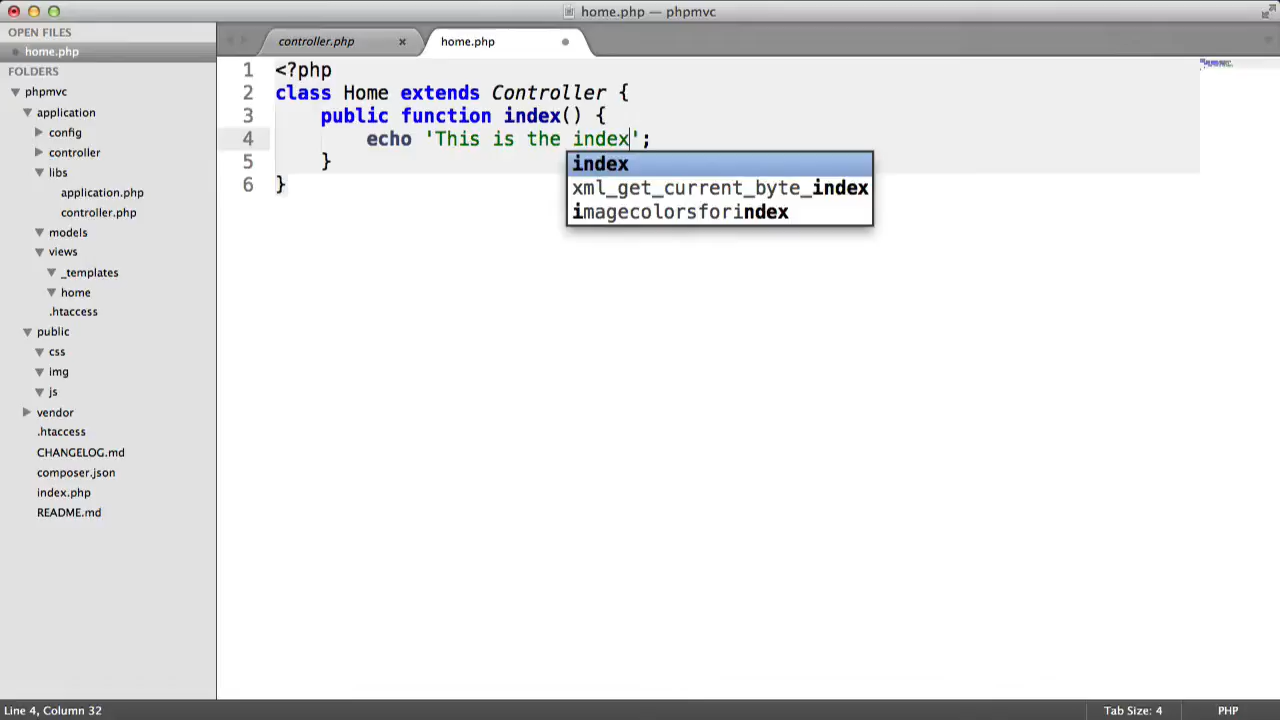 home.php — phpmvc
OPEN FILES
home.php
FOLDERS
phpmvc
application
config
controller
libs
application.php
controller.php
models
views
_templates
home
.htaccess
public
css
img
js
vendor
.htaccess
CHANGELOG.md
composer.json
index.php
README.md
controller.php × home.php
1 <?php
2 class Home extends Controller {
3 public function index() {
4 echo 'This is the index';
5 }
6 }
index
xml_get_current_byte_index
imagecolorsforindex
Line 4, Column 32 Tab Size: 4 PHP